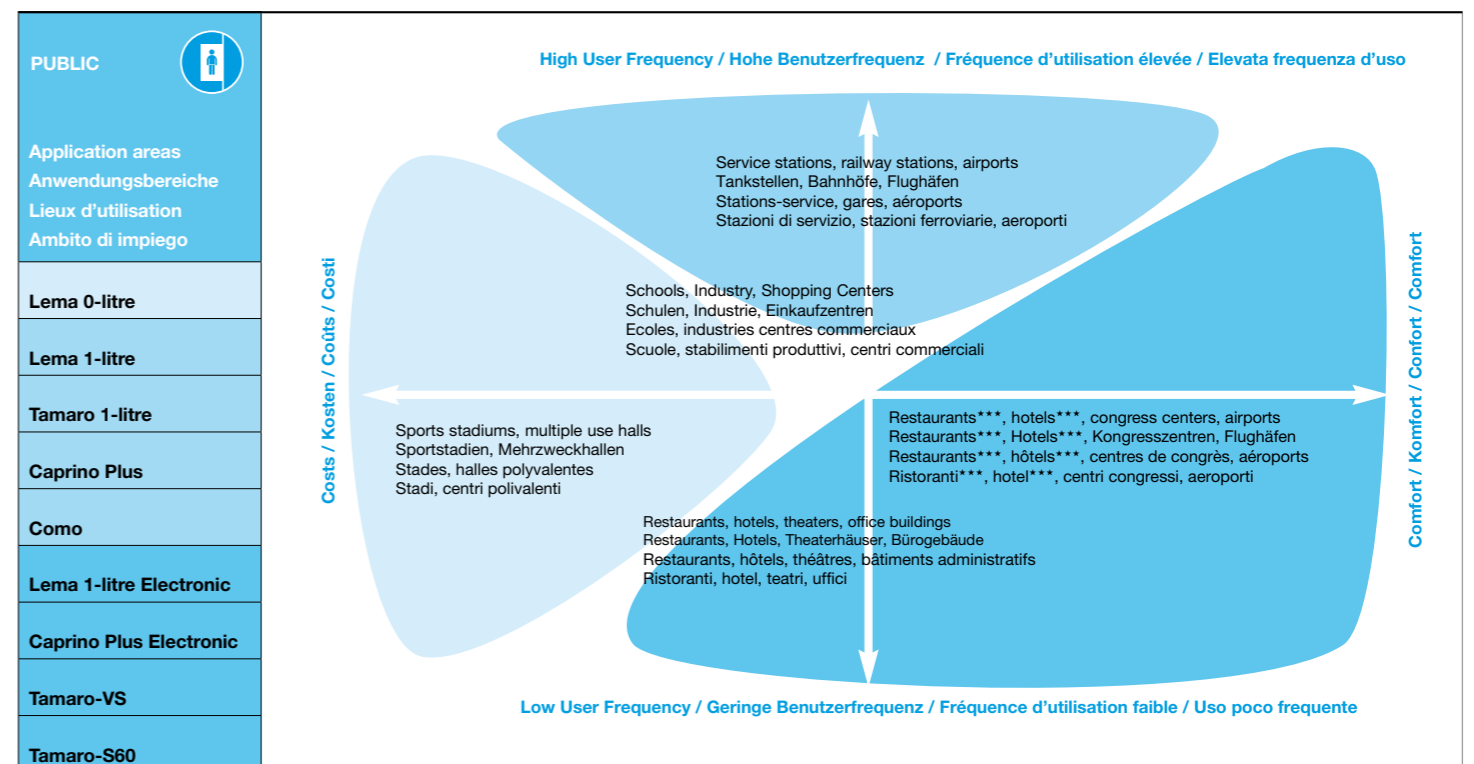 PUBLIC
Application areas
Anwendungsbereiche
Lieux d’utilisation
Ambito di impiego
Lema 0-litre
Lema 1-litre
Tamaro 1-litre
Caprino Plus
Como
Lema 1-litre Electronic
Caprino Plus Electronic
Tamaro-VS
Tamaro-S60
High User Frequency / Hohe Benutzerfrequenz / Fréquence d’utilisation élevée / Elevata frequenza d’uso
Service stations, railway stations, airports
Tankstellen, Bahnhöfe, Flughäfen
Stations-service, gares, aéroports
Stazioni di servizio, stazioni ferroviarie, aeroporti
Schools, Industry, Shopping Centers
Schulen, Industrie, Einkaufzentren
Ecoles, industries centres commerciaux
Scuole, stabilimenti produttivi, centri commerciali
Costs / Kosten / Coûts / Costi
Sports stadiums, multiple use halls
Sportstadien, Mehrzweckhallen
Stades, halles polyvalentes
Stadi, centri polivalenti
Restaurants***, hotels***, congress centers, airports
Restaurants***, Hotels***, Kongresszentren, Flughäfen
Restaurants***, hôtels***, centres de congrès, aéroports
Ristoranti***, hotel***, centri congressi, aeroporti
Comfort / Komfort / Confort / Comfort
Restaurants, hotels, theaters, office buildings
Restaurants, Hotels, Theaterhäuser, Bürogebäude
Restaurants, hôtels, théâtres, bâtiments administratifs
Ristoranti, hotel, teatri, uffici
Low User Frequency / Geringe Benutzerfrequenz / Fréquence d’utilisation faible / Uso poco frequente